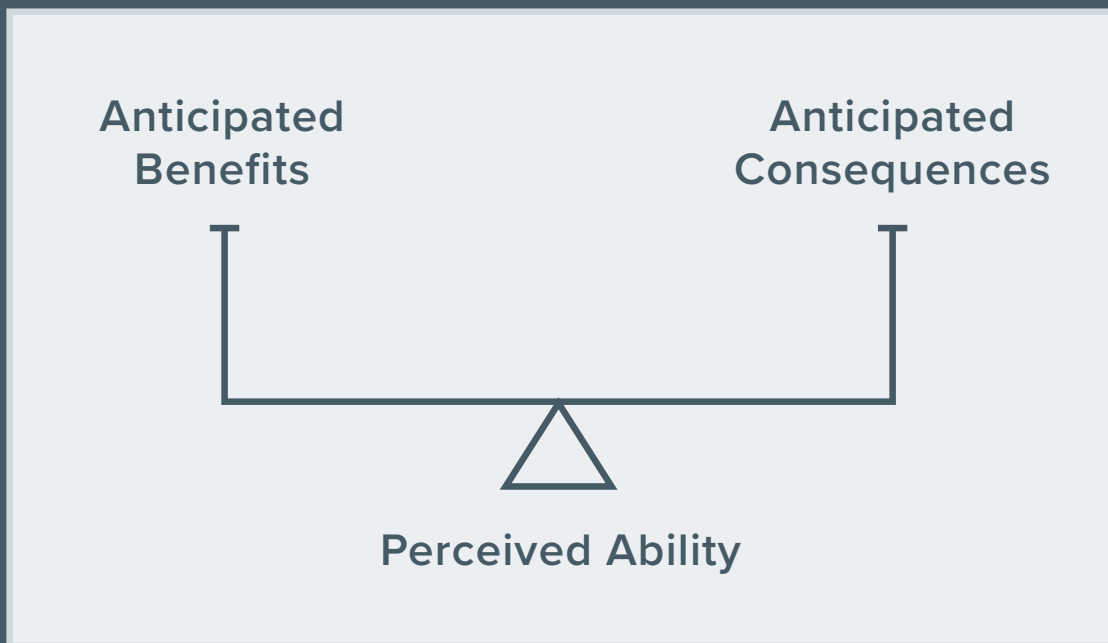 Anticipated
Benefits
Anticipated
Consequences
Perceived Ability